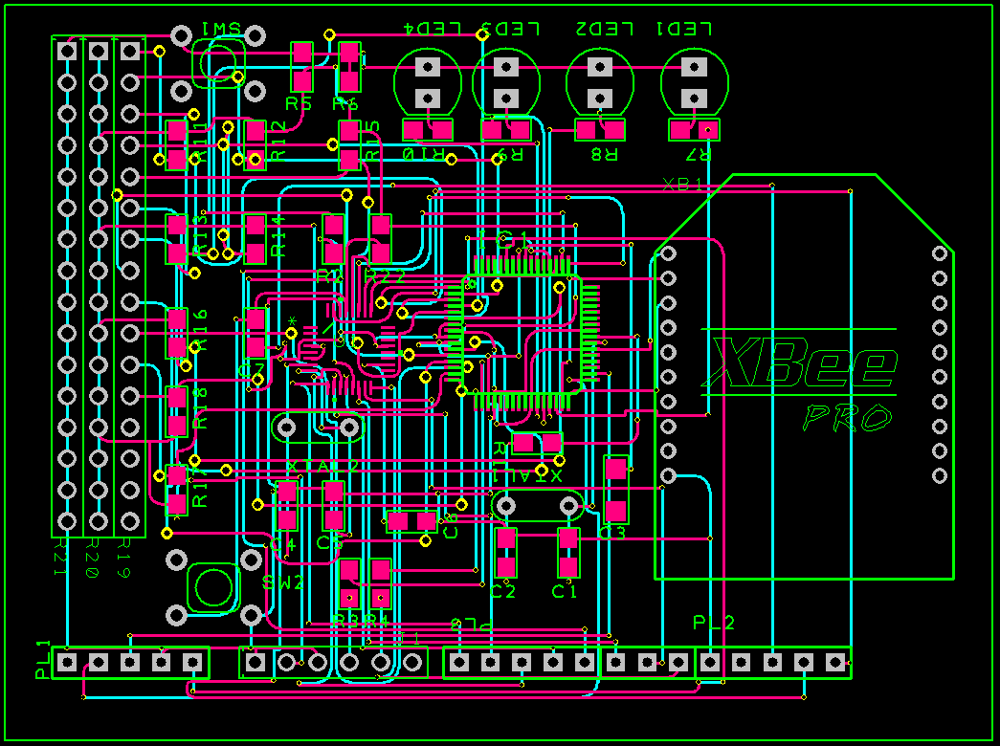 SW1
LED4
LED3
LED2
LED1
R5
R6
R11
R12
R15
R10
R9
R8
R7
XB1
R13
R14
IC1
R22
R16
C7
XBee
PRO
R18
XTAL2
XTAL1
R17
C6
C3
C4
C5
R21
R20
R19
SW2
C2
C1
R3
R4
PL3
PL2
PL1